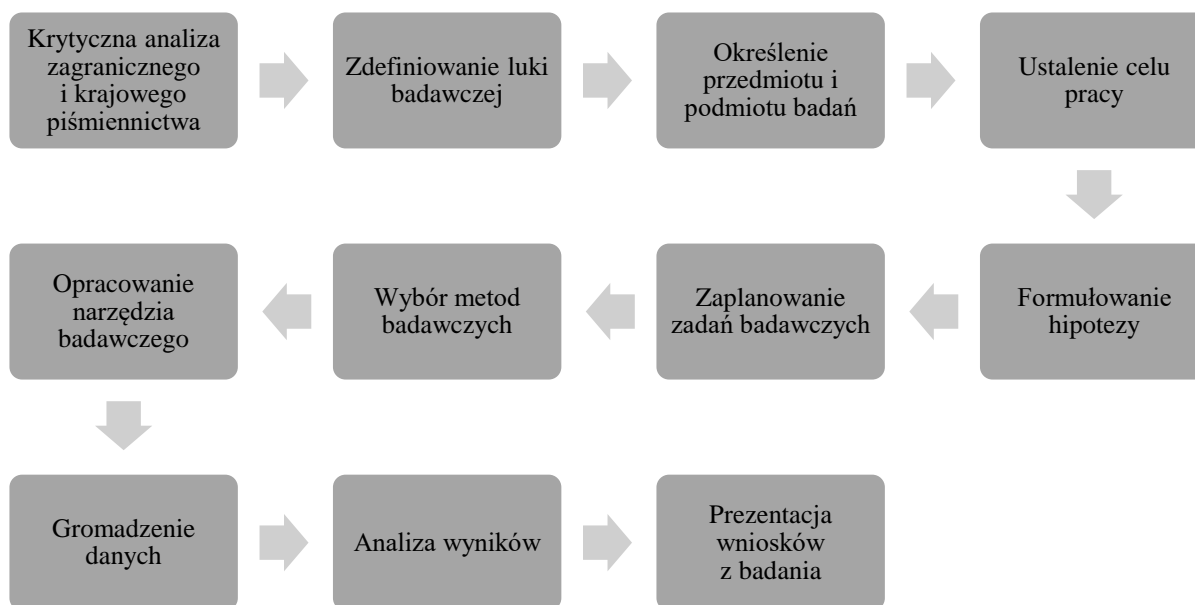 Krytyczna analiza
zagranicznego
i krajowego
piśmiennictwa
Zdefiniowanie luki
badawczej
Określenie
przedmiotu i
podmiotu badań
Ustalenie celu
pracy
Formułowanie
hipotezy
Zaplanowanie
zadań badawczych
Wybór metod
badawczych
Opracowanie
narzędzia
badawczego
Gromadzenie
danych
Analiza wyników
Prezentacja
wniosków
z badania